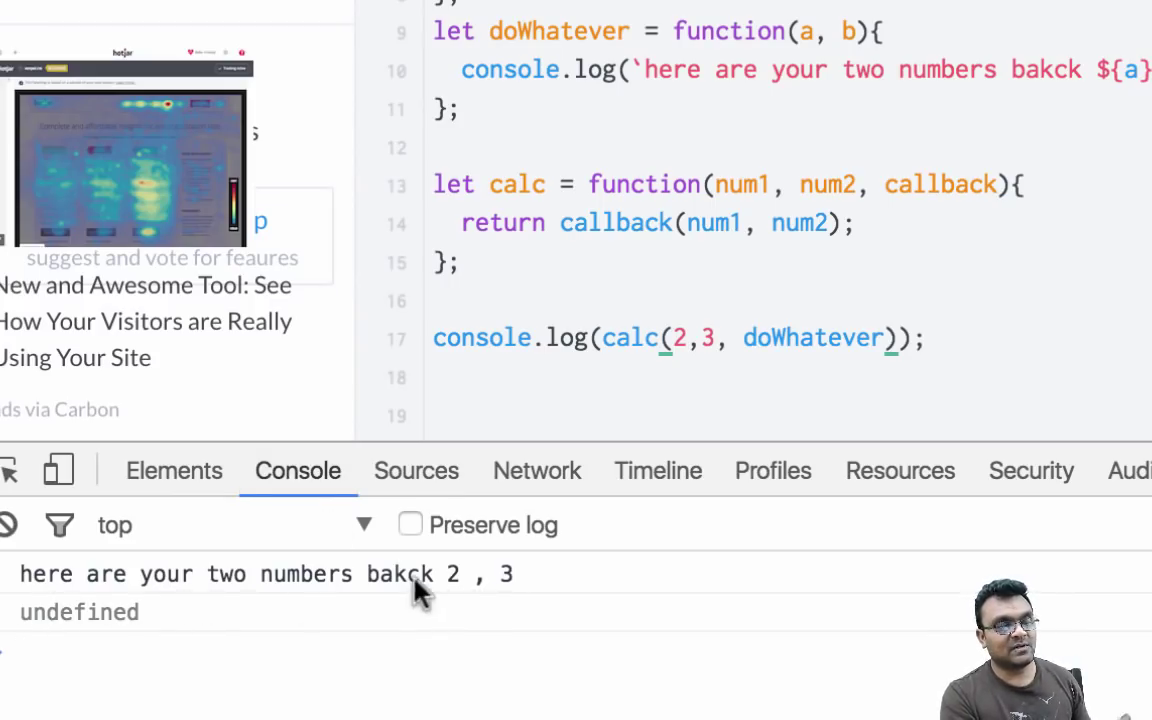 hotjar
s
p
suggest and vote for feaures
New and Awesome Tool: See
How Your Visitors are Really
Using Your Site
ads via Carbon
9 let doWhatever = function(a, b){
10 console.log(`here are your two numbers bakck ${a}
11 };
12
13 let calc = function(num1, num2, callback){
14 return callback(num1, num2);
15 };
16
17 console.log(calc(2,3, doWhatever));
18
19
Elements Console Sources Network Timeline Profiles Resources Security Audi
top ▼ Preserve log
here are your two numbers bakck 2 , 3
undefined